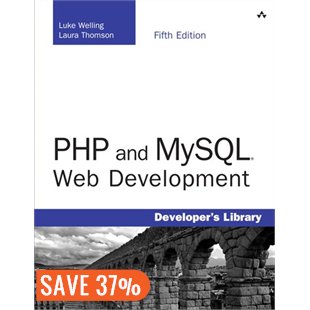 Luke Welling
Laura Thomson
Fifth Edition
PHP and MySQL®
Web Development
Developer's Library
SAVE 37%